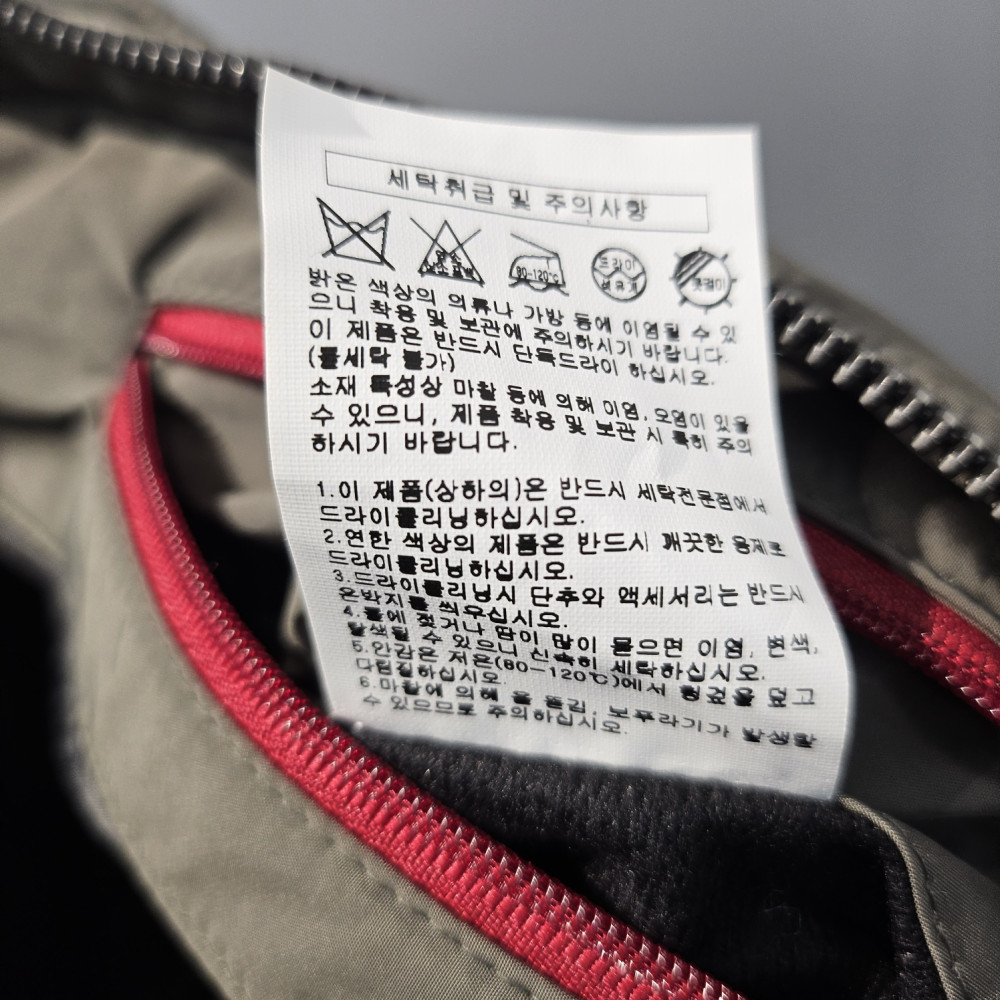 세탁취급 및 주의사항
염소
산소표백
80-120℃
드라이
석유계
옷걸이
밝은 색상의 의류나 가방 등에 이염될 수 있
으니 착용 및 보관에 주의하시기 바랍니다.
이 제품은 반드시 단독드라이 하십시오.
(물세탁 불가)
소재 특성상 마찰 등에 의해 이염, 오염이 있을
수 있으니, 제품 착용 및 보관 시 특히 주의
하시기 바랍니다.
1.이 제품(상하의)은 반드시 세탁전문점에서
드라이클리닝하십시오.
2.연한 색상의 제품은 반드시 깨끗한 용제로
드라이클리닝하십시오.
3.드라이클리닝시 단추와 액세서리는 반드시
은박지를 씌우십시오.
4.물에 젖거나 땀이 많이 묻으면 이염, 변색,
탈색될 수 있으니 신속히 세탁하십시오.
5.안감은 저온(80-120℃)에서 헝겊을 덮고
다림질하십시오.
6.마찰에 의해 올 뜯김, 보푸라기가 발생할
수 있으므로 주의하십시오.